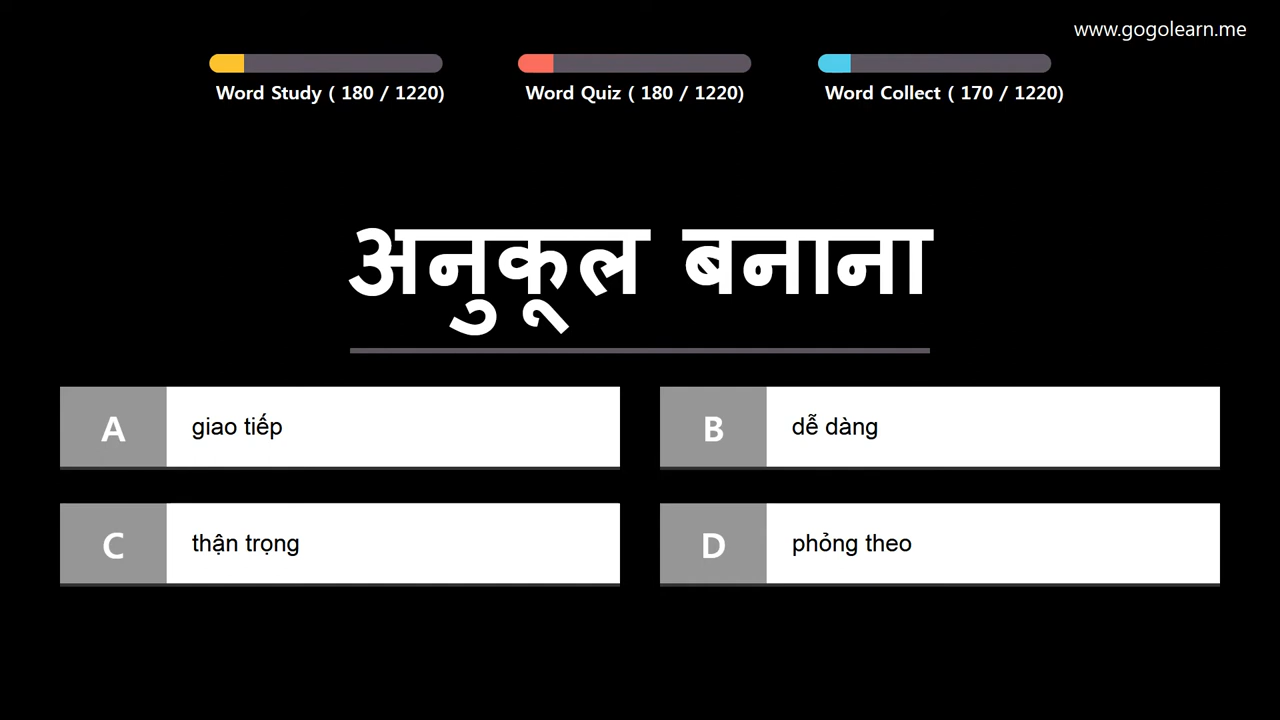 www.gogolearn.me
Word Study ( 180 / 1220)
Word Quiz ( 180 / 1220)
Word Collect ( 170 / 1220)
अनुकूल बनाना
A giao tiếp
B dễ dàng
C thận trọng
D phỏng theo